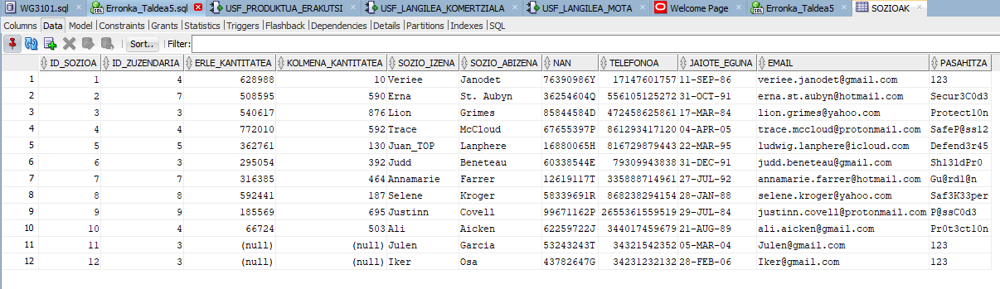 WG3101.sql Erronka_Taldea5.sql USF_PRODUKTUA_ERAKUTSI USF_LANGILEA_KOMERTZIALA USF_LANGILEA_MOTA Welcome Page Erronka_Taldea5 SOZIOAK
Columns Data Model Constraints Grants Statistics Triggers Flashback Dependencies Details Partitions Indexes SQL
Sort.. Filter:
ID_SOZIOA ID_ZUZENDARIA ERLE_KANTITATEA KOLMENA_KANTITATEA SOZIO_IZENA SOZIO_ABIZENA NAN TELEFONOA JAIOTE_EGUNA EMAIL PASAHITZA
1 1 4 628988 10 Veriee Janodet 76390986Y 17147601757 11-SEP-86 veriee.janodet@gmail.com 123
2 2 7 508595 590 Erna St. Aubyn 36254604Q 556105125272 31-OCT-91 erna.st.aubyn@hotmail.com Secur3C0d3
3 3 3 540617 876 Lion Grimes 85844584D 472458625861 17-MAR-84 lion.grimes@yahoo.com Protect10n
4 4 4 772010 592 Trace McCloud 67655397P 861293417120 04-APR-05 trace.mccloud@protonmail.com SafeP@ss12
5 5 5 362761 130 Juan_TOP Lanphere 16880065H 816729879443 22-MAR-95 ludwig.lanphere@icloud.com Defend3r45
6 6 3 295054 392 Judd Beneteau 60338544E 79309943838 31-DEC-91 judd.beneteau@gmail.com Sh13ldPr0
7 7 7 316385 464 Annamarie Farrer 12619117T 335888714961 27-JUL-92 annamarie.farrer@hotmail.com Gu@rd1@n
8 8 8 592441 187 Selene Kroger 58339691R 868238294154 28-JAN-88 selene.kroger@yahoo.com Saf3K33per
9 9 9 185569 695 Justinn Covell 99671162P 2655361559519 29-JUL-84 justinn.covell@protonmail.com P@ssC0d3
10 10 4 66724 503 Ali Aicken 62259722J 344017459679 21-AUG-89 ali.aicken@gmail.com Pr0t3ct10n
11 11 3 (null) (null) Julen Garcia 53243243T 34321542352 05-MAR-04 Julen@gmail.com 123
12 12 3 (null) (null) Iker Osa 43782647G 34231232132 28-FEB-06 Iker@gmail.com 123